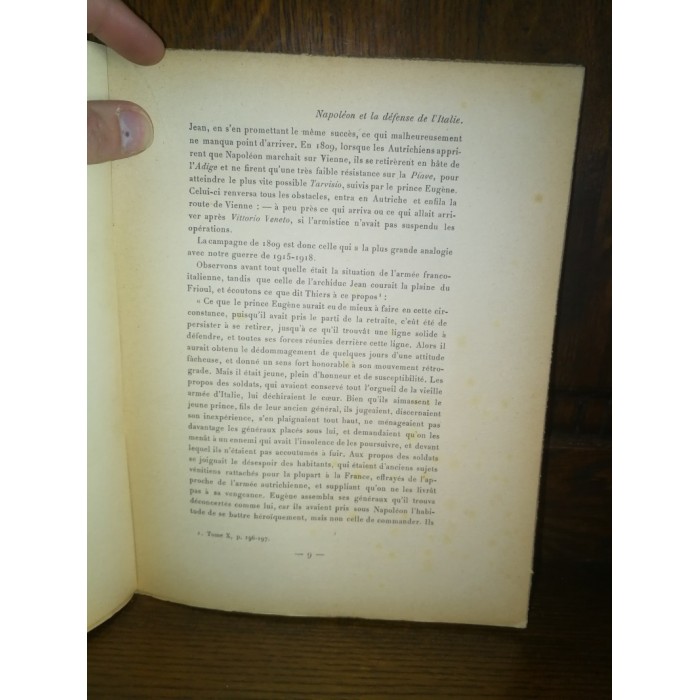 Napoléon et la défense de l'Italie.
Jean, en s'en promettant le même succès, ce qui malheureusement
ne manqua point d'arriver. En 1809, lorsque les Autrichiens appri-
rent que Napoléon marchait sur Vienne, ils se retirèrent en hâte de
l'Adige et ne firent qu'une très faible résistance sur la Piave, pour
atteindre le plus vite possible Tarvisio, suivis par le prince Eugène.
Celui-ci renversa tous les obstacles, entra en Autriche et enfila la
route de Vienne : — à peu près ce qui arriva ou ce qui allait arri-
ver après Vittorio Veneto, si l'armistice n'avait pas suspendu les
opérations.
La campagne de 1809 est donc celle qui a la plus grande analogie
avec notre guerre de 1915-1918.
Observons avant tout quelle était la situation de l'armée franco-
italienne, tandis que celle de l'archiduc Jean courait la plaine du
Frioul, et écoutons ce que dit Thiers à ce propos¹ :
« Ce que le prince Eugène aurait eu de mieux à faire en cette cir-
constance, puisqu'il avait pris le parti de la retraite, c'eût été de
persister à se retirer, jusqu'à ce qu'il trouvât une ligne solide à
défendre, et toutes ses forces réunies derrière cette ligne. Alors il
aurait obtenu le dédommagement de quelques jours d'une attitude
fâcheuse, et donné un sens fort honorable à son mouvement rétro-
grade. Mais il était jeune, plein d'honneur et de susceptibilité. Les
propos des soldats, qui avaient conservé tout l'orgueil de la vieille
armée d'Italie, lui déchiraient le cœur. Bien qu'ils aimassent le
jeune prince, fils de leur ancien général, ils jugeaient, discernaient
son inexpérience, s'en plaignaient tout haut, ne ménageaient pas
davantage les généraux placés sous lui, et demandaient qu'on les
menât à un ennemi qui avait l'insolence de les poursuivre, et devant
lequel ils n'étaient pas accoutumés à fuir. Aux propos des soldats
se joignait le désespoir des habitants, qui étaient d'anciens sujets
vénitiens rattachés pour la plupart à la France, effrayés de l'ap-
proche de l'armée autrichienne, et suppliant qu'on ne les livrât
pas à sa vengeance. Eugène assembla ses généraux qu'il trouva
déconcertés comme lui, car ils avaient pris sous Napoléon l'habi-
tude de se battre héroïquement, mais non celle de commander. Ils
1. Tome X, p. 196-197.
— 9 —